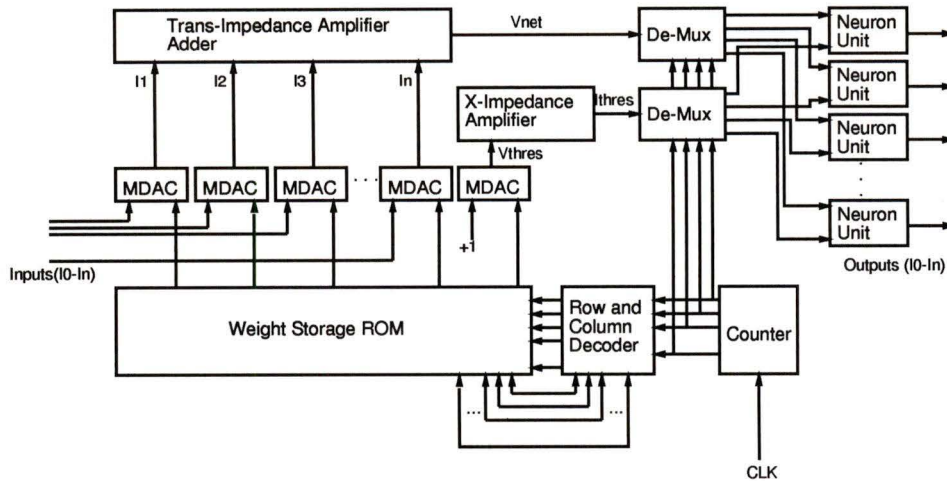 Trans-Impedance Amplifier
Adder
Vnet
De-Mux
Neuron
Unit
I1
I2
I3
In
X-Impedance
Amplifier
Ithres
De-Mux
Neuron
Unit
Vthres
Neuron
Unit
MDAC
MDAC
MDAC
...
MDAC
MDAC
+1
Neuron
Unit
Inputs(I0-In)
Outputs (I0-In)
Weight Storage ROM
Row and
Column
Decoder
Counter
...
...
CLK